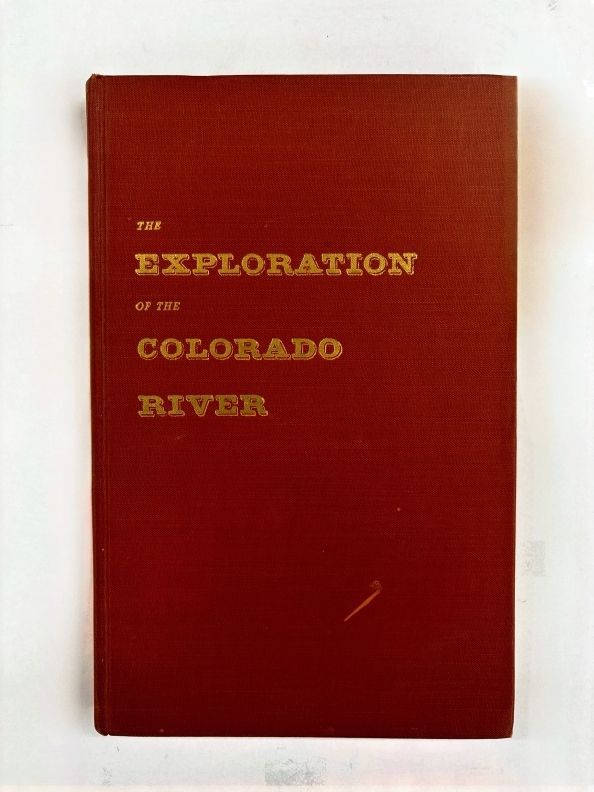 THE
EXPLORATION
OF THE
COLORADO
RIVER